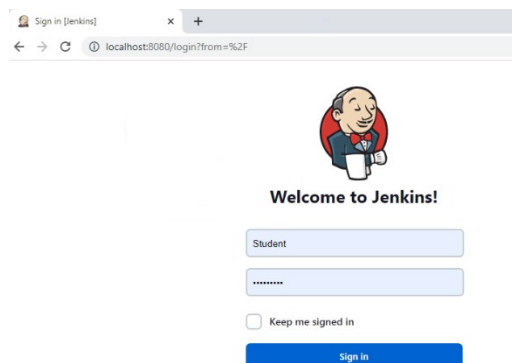 Sign in [Jenkins]
localhost:8080/login?from=%2F
Welcome to Jenkins!
Student
•••••••••
Keep me signed in
Sign in